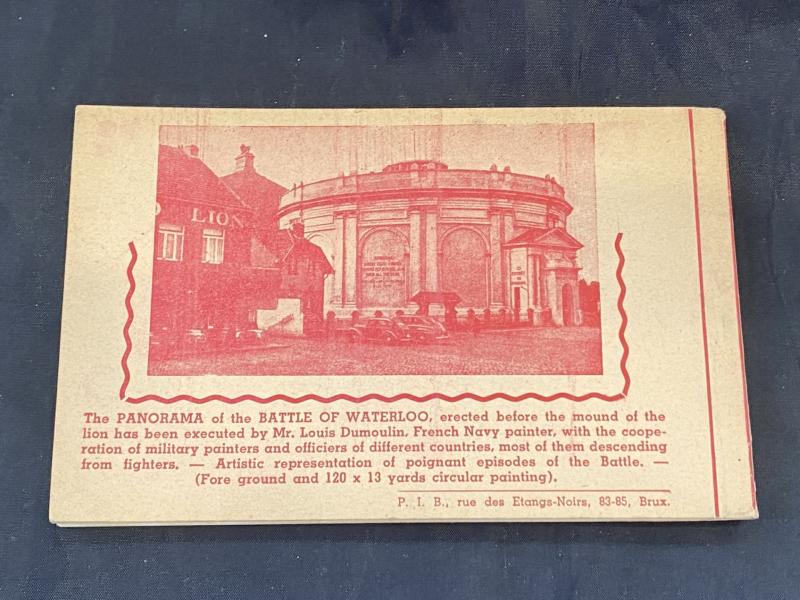 LION
The PANORAMA of the BATTLE OF WATERLOO, erected before the mound of the
lion has been executed by Mr. Louis Dumoulin, French Navy painter, with the coope-
ration of military painters and officiers of different countries, most of them descending
from fighters. — Artistic representation of poignant episodes of the Battle. —
(Fore ground and 120 x 13 yards circular painting).
P. I. B., rue des Etangs-Noirs, 83-85, Brux.